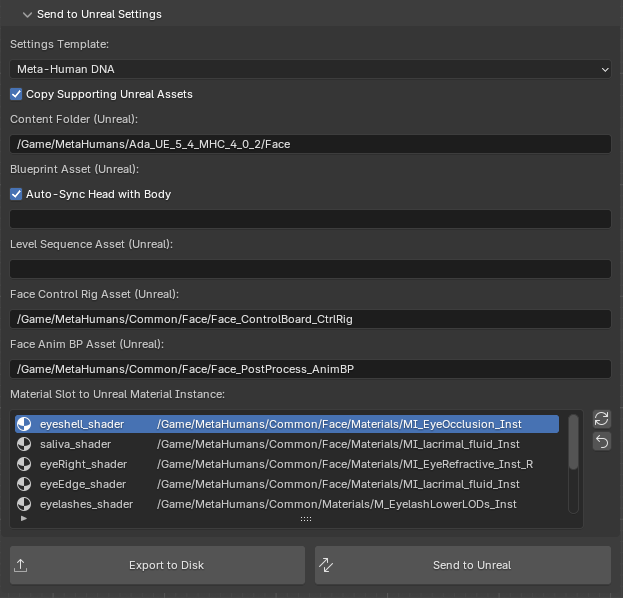 Send to Unreal Settings
Settings Template:
Meta-Human DNA
Copy Supporting Unreal Assets
Content Folder (Unreal):
/Game/MetaHumans/Ada_UE_5_4_MHC_4_0_2/Face
Blueprint Asset (Unreal):
Auto-Sync Head with Body
Level Sequence Asset (Unreal):
Face Control Rig Asset (Unreal):
/Game/MetaHumans/Common/Face/Face_ControlBoard_CtrlRig
Face Anim BP Asset (Unreal):
/Game/MetaHumans/Common/Face/Face_PostProcess_AnimBP
Material Slot to Unreal Material Instance:
eyeshell_shader /Game/MetaHumans/Common/Face/Materials/MI_EyeOcclusion_Inst
saliva_shader /Game/MetaHumans/Common/Face/Materials/MI_lacrimal_fluid_Inst
eyeRight_shader /Game/MetaHumans/Common/Face/Materials/MI_EyeRefractive_Inst_R
eyeEdge_shader /Game/MetaHumans/Common/Face/Materials/MI_lacrimal_fluid_Inst
eyelashes_shader /Game/MetaHumans/Common/Materials/M_EyelashLowerLODs_Inst
Export to Disk Send to Unreal